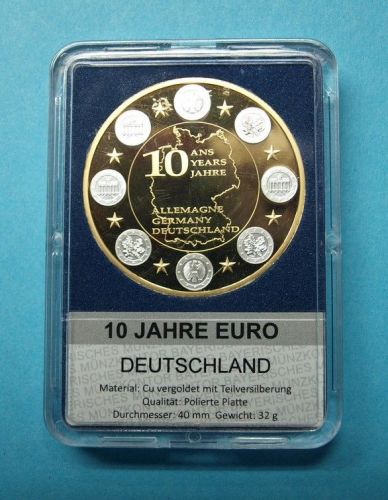 10
ANS
YEARS
JAHRE
ALLEMAGNE
GERMANY
DEUTSCHLAND
10 JAHRE EURO
DEUTSCHLAND
Material: Cu vergoldet mit Teilversilberung
Qualität: Polierte Platte
Durchmesser: 40 mm Gewicht: 32 g